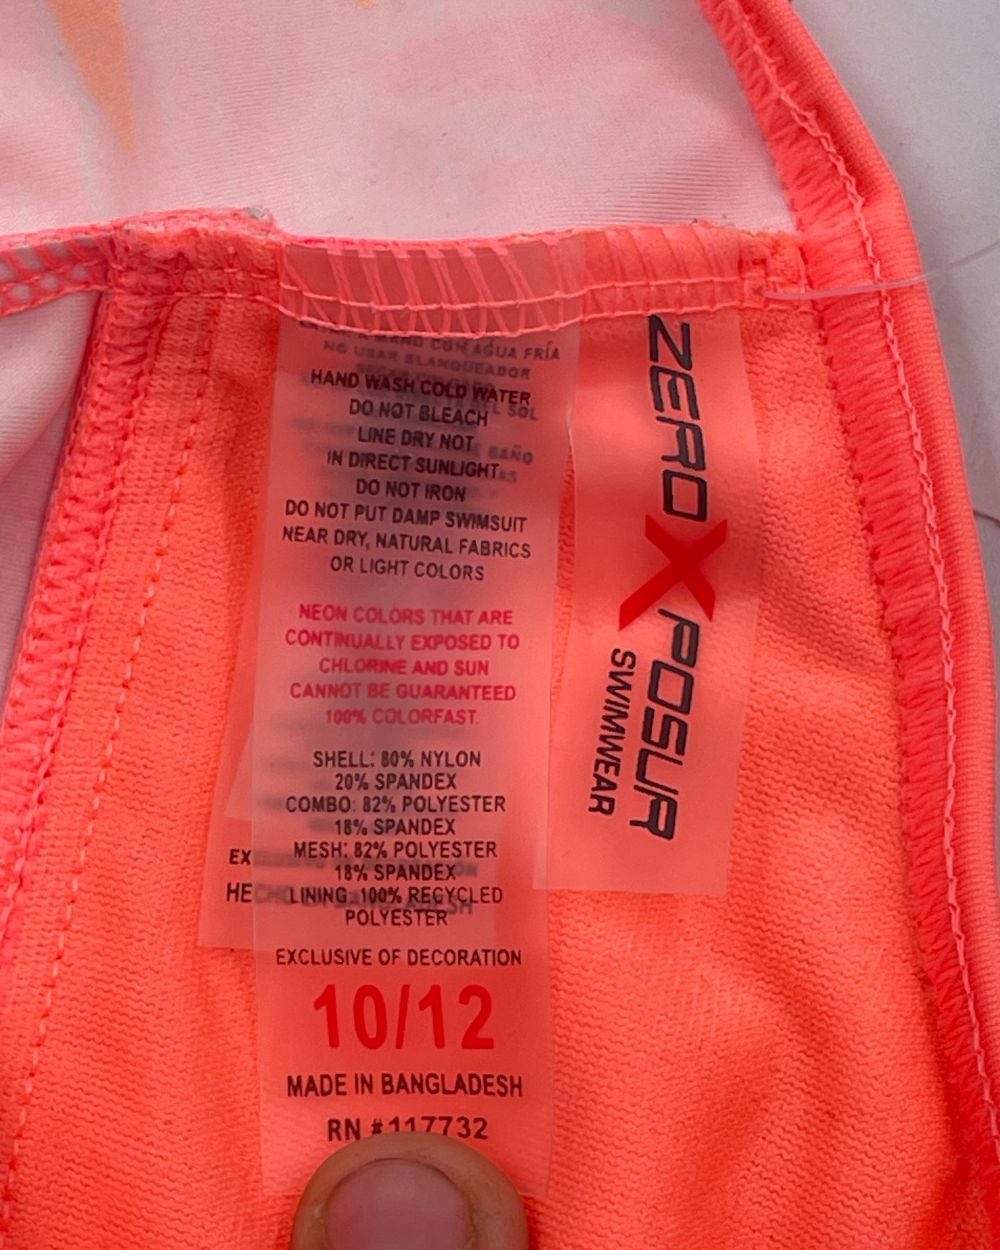 CON AGUA FRÍA
NO USAR BLANQUEADOR
HAND WASH COLD WATER
DO NOT BLEACH
LINE DRY NOT
IN DIRECT SUNLIGHT
DO NOT IRON
DO NOT PUT DAMP SWIMSUIT
NEAR DRY, NATURAL FABRICS
OR LIGHT COLORS
NEON COLORS THAT ARE
CONTINUALLY EXPOSED TO
CHLORINE AND SUN
CANNOT BE GUARANTEED
100% COLORFAST.
SHELL: 80% NYLON
20% SPANDEX
COMBO: 82% POLYESTER
18% SPANDEX
MESH: 82% POLYESTER
18% SPANDEX
LINING: 100% RECYCLED
POLYESTER
EXCLUSIVE OF DECORATION
10/12
MADE IN BANGLADESH
RN #117732
ZEROXPOSUR
SWIMWEAR